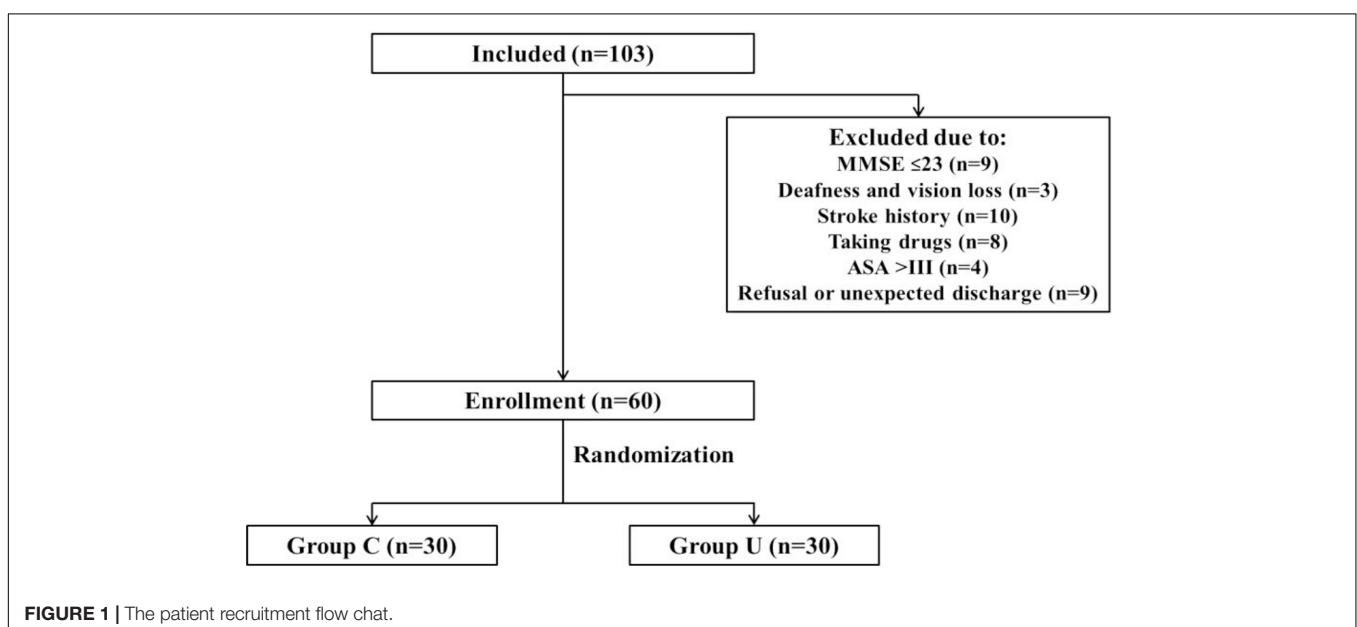 Included (n=103)
Excluded due to:
MMSE ≤23 (n=9)
Deafness and vision loss (n=3)
Stroke history (n=10)
Taking drugs (n=8)
ASA >III (n=4)
Refusal or unexpected discharge (n=9)
Enrollment (n=60)
Randomization
Group C (n=30)
Group U (n=30)
FIGURE 1 | The patient recruitment flow chat.